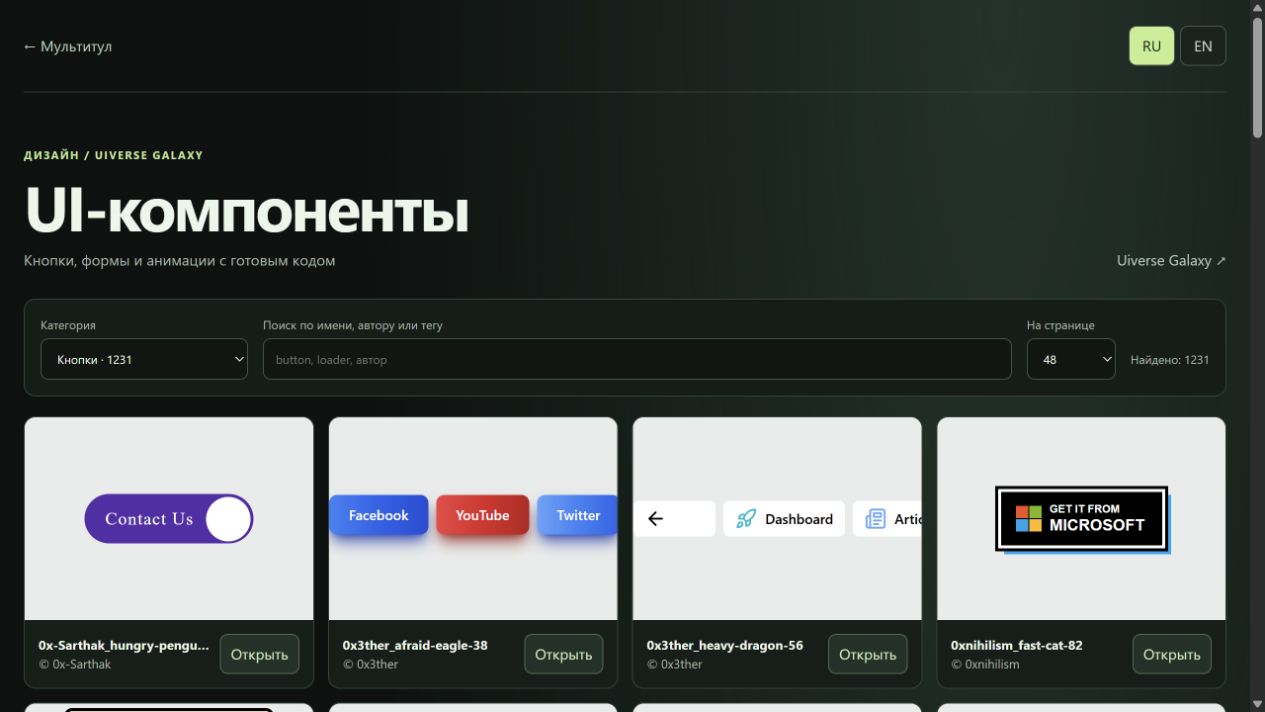 ← Мультитул
RU
EN
ДИЗАЙН / UIVERSE GALAXY
UI-компоненты
Кнопки, формы и анимации с готовым кодом
Uiverse Galaxy ↗
Категория
Поиск по имени, автору или тегу
На странице
Кнопки · 1231
button, loader, автор
48
Найдено: 1231
Contact Us
Facebook
YouTube
Twitter
Dashboard
Artic
GET IT FROM
MICROSOFT
0x-Sarthak_hungry-pengu...
© 0x-Sarthak
Открыть
0x3ther_afraid-eagle-38
© 0x3ther
Открыть
0x3ther_heavy-dragon-56
© 0x3ther
Открыть
0xnihilism_fast-cat-82
© 0xnihilism
Открыть